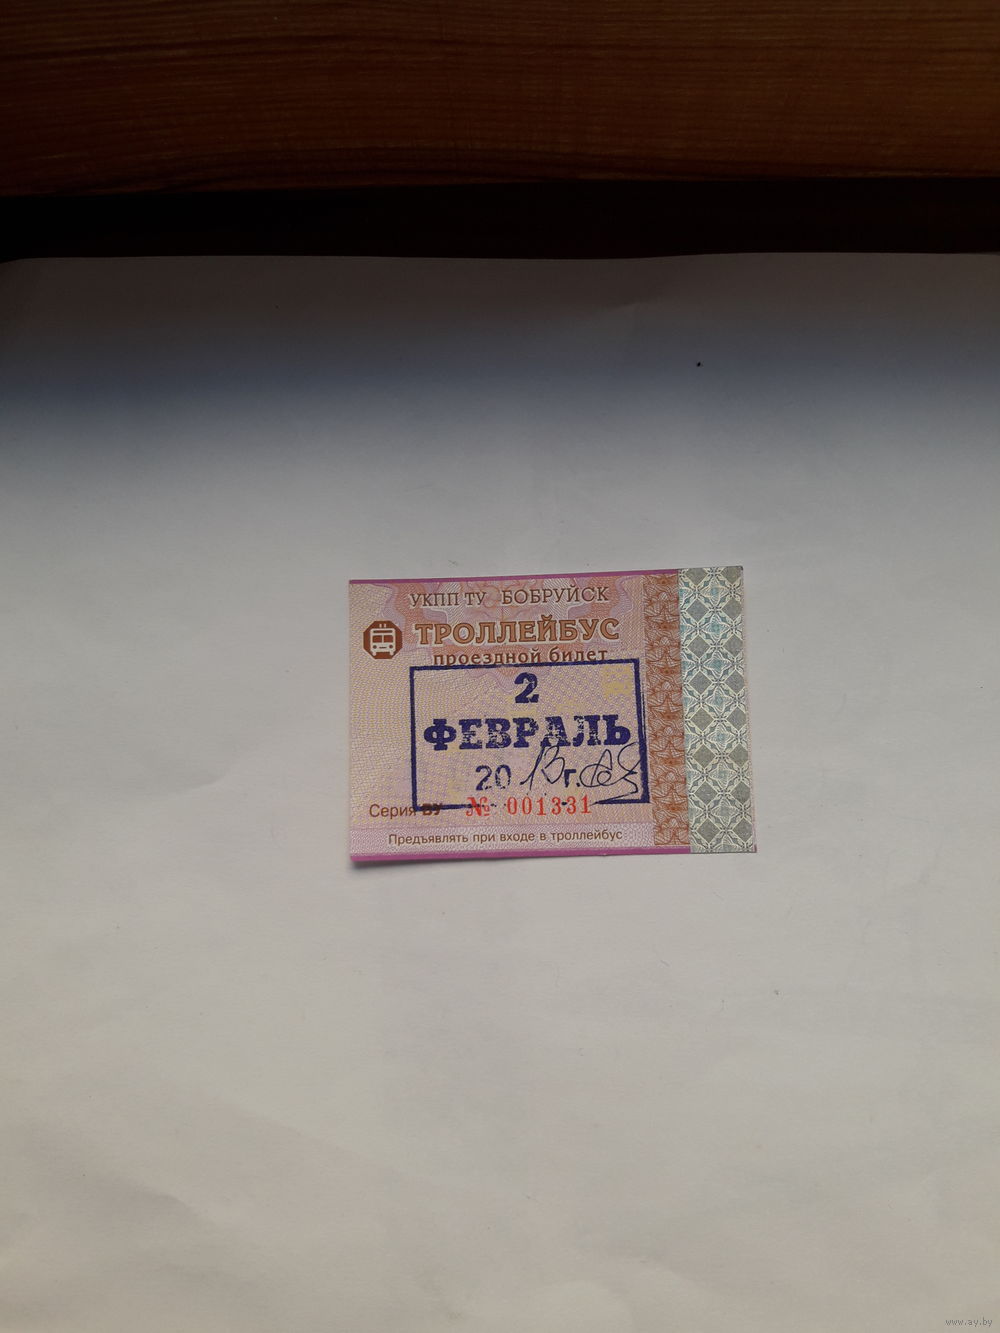 УКПП ТУ БОБРУЙСК
ТРОЛЛЕЙБУС
проездной билет
2
ФЕВРАЛЬ
20 13 г.
Серия ВУ № 001331
Предъявлять при входе в троллейбус
www.ay.by